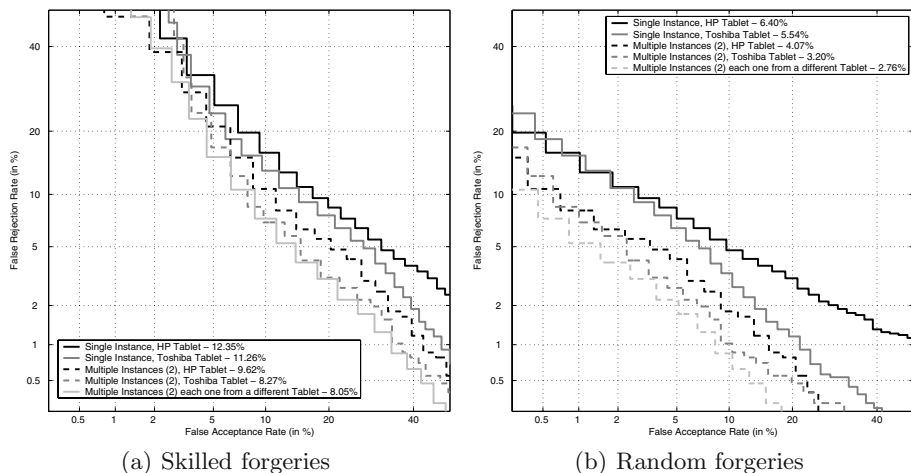 40
20
10
5
2
1
0.5
False Rejection Rate (in %)
Single Instance, HP Tablet – 12.35%
Single Instance, Toshiba Tablet – 11.26%
Multiple Instances (2), HP Tablet – 9.62%
Multiple Instances (2), Toshiba Tablet – 8.27%
Multiple Instances (2) each one from a different Tablet – 8.05%
0.5 1 2 5 10 20 40
False Acceptance Rate (in %)
(a) Skilled forgeries
Single Instance, HP Tablet – 6.40%
Single Instance, Toshiba Tablet – 5.54%
Multiple Instances (2), HP Tablet – 4.07%
Multiple Instances (2), Toshiba Tablet – 3.20%
Multiple Instances (2) each one from a different Tablet – 2.76%
40
20
10
5
2
1
0.5
False Rejection Rate (in %)
0.5 1 2 5 10 20 40
False Acceptance Rate (in %)
(b) Random forgeries